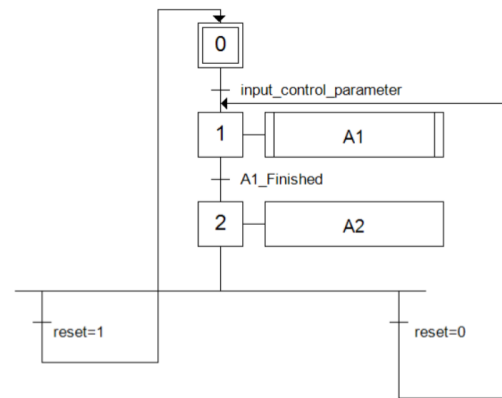 0
input_control_parameter
1
A1
A1_Finished
2
A2
reset=1
reset=0